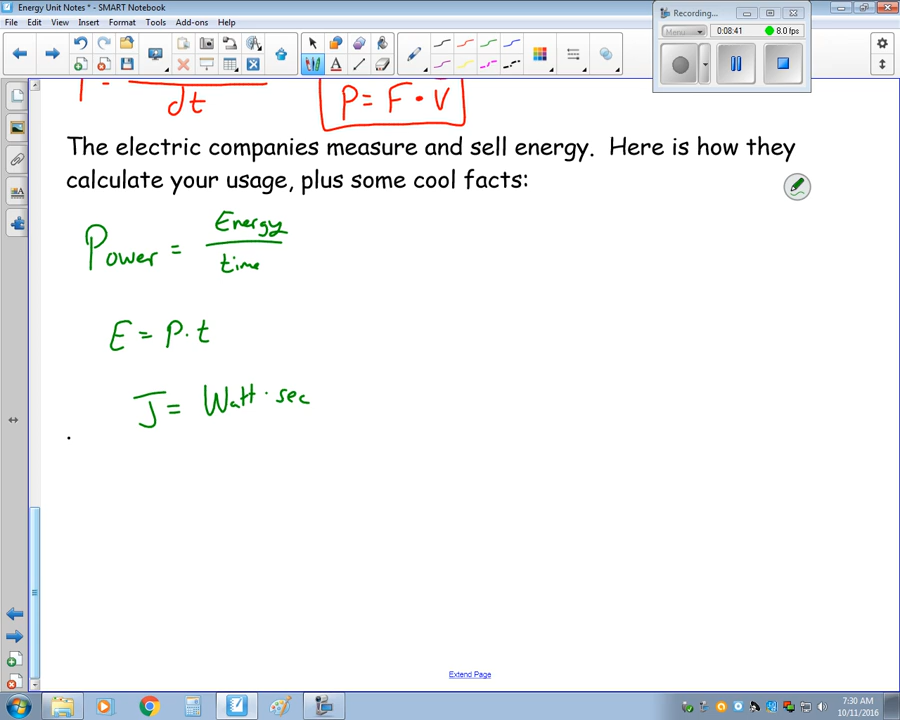 Energy Unit Notes * - SMART Notebook
Recording...
File Edit View Insert Format Tools Add-ons Help
Menu 0:08:41 8.0 fps
dt
P = F · V
The electric companies measure and sell energy. Here is how they
calculate your usage, plus some cool facts:
Power = Energy
time
E = P · t
J = Watt · sec
Extend Page
7:30 AM
10/11/2016